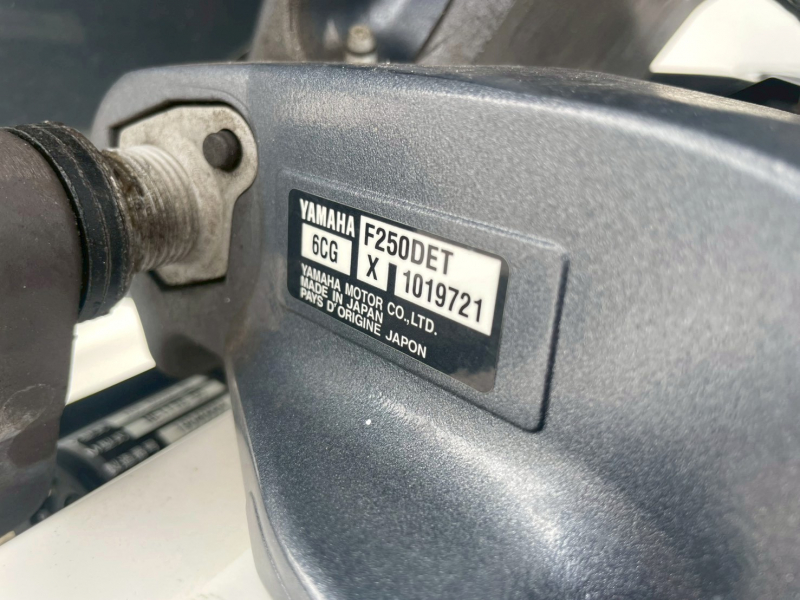 YAMAHA F250DET
6CG X 1019721
YAMAHA MOTOR CO.,LTD.
MADE IN JAPAN
PAYS D'ORIGINE JAPON